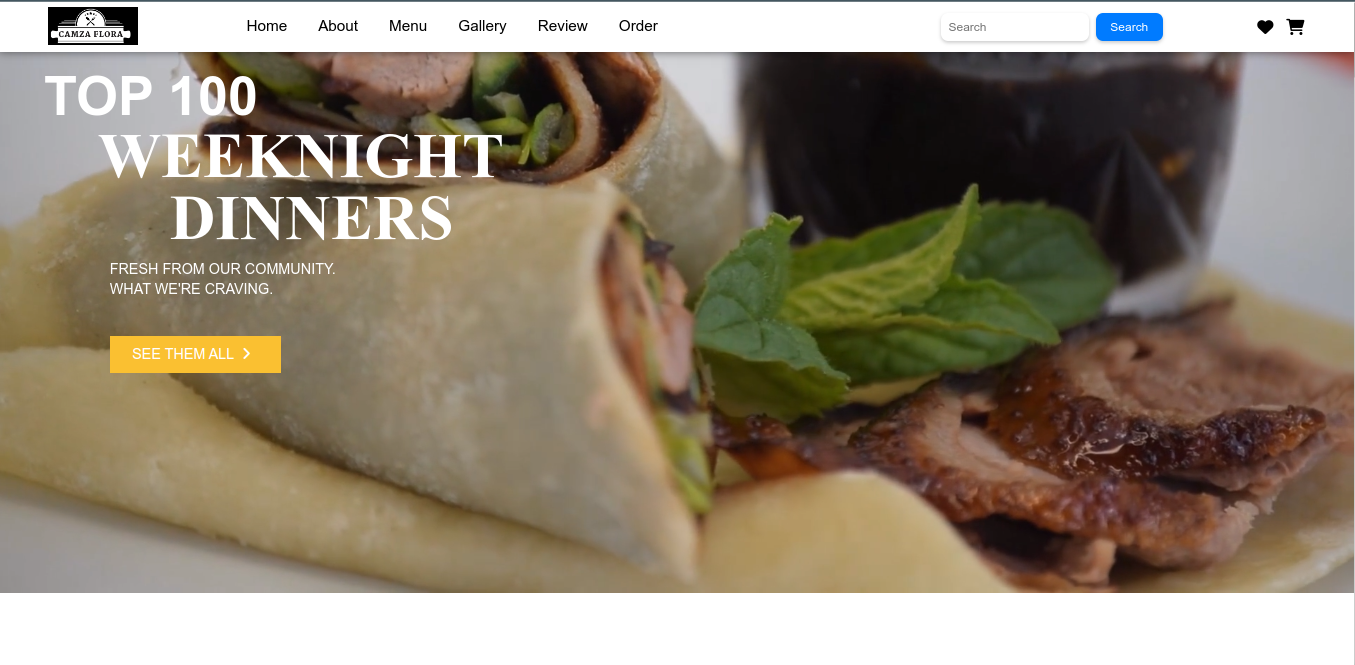 CAMZA FLORA
Home About Menu Gallery Review Order
Search Search
TOP 100
WEEKNIGHT
DINNERS
FRESH FROM OUR COMMUNITY.
WHAT WE'RE CRAVING.
SEE THEM ALL